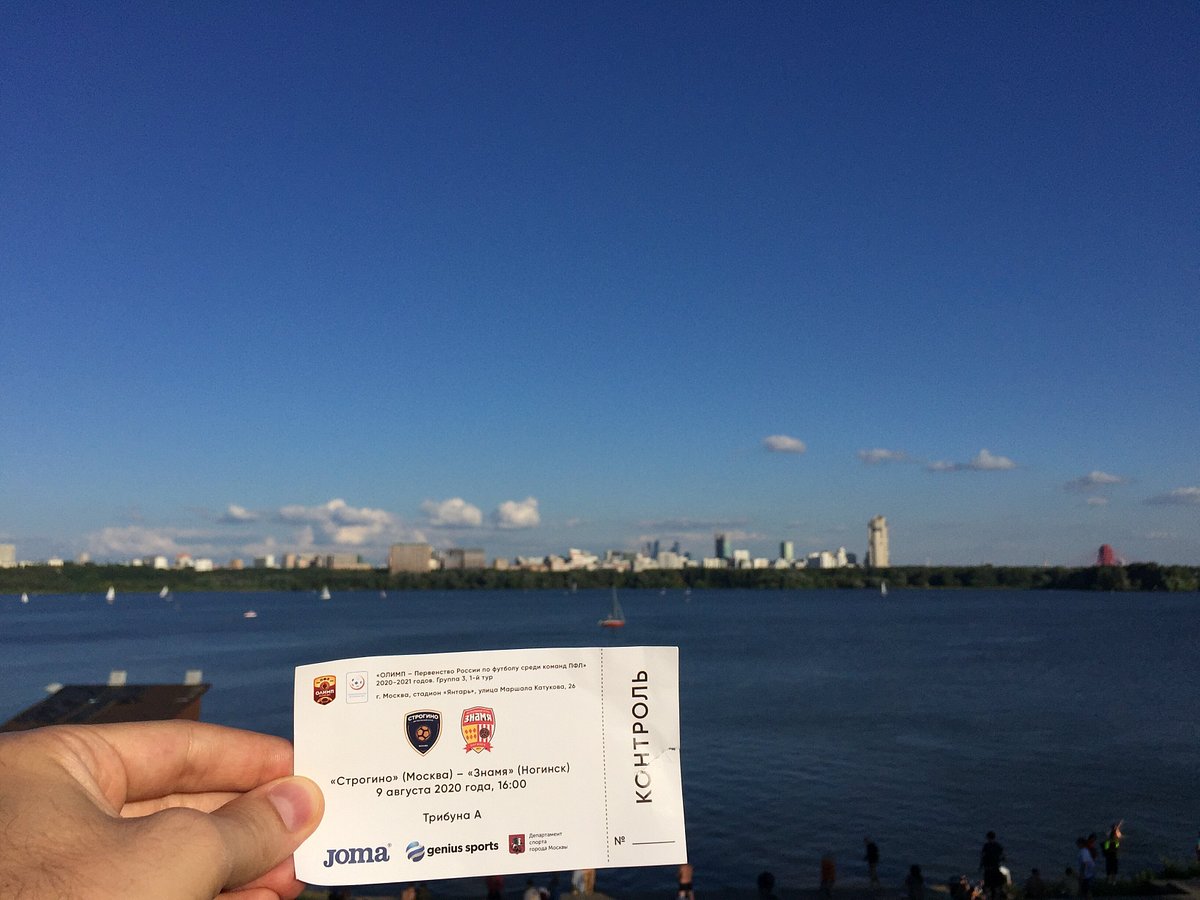 «ОЛИМП – Первенство России по футболу среди команд ПФЛ»
2020-2021 годов. Группа 3, 1-й тур
г. Москва, стадион «Янтарь», улица Маршала Катукова, 26
ОЛИМП
СТРОГИНО
ЗНАМЯ
«Строгино» (Москва) – «Знамя» (Ногинск)
9 августа 2020 года, 16:00
Трибуна А
Joma
genius sports
Департамент
спорта
города Москвы
КОНТРОЛЬ
№